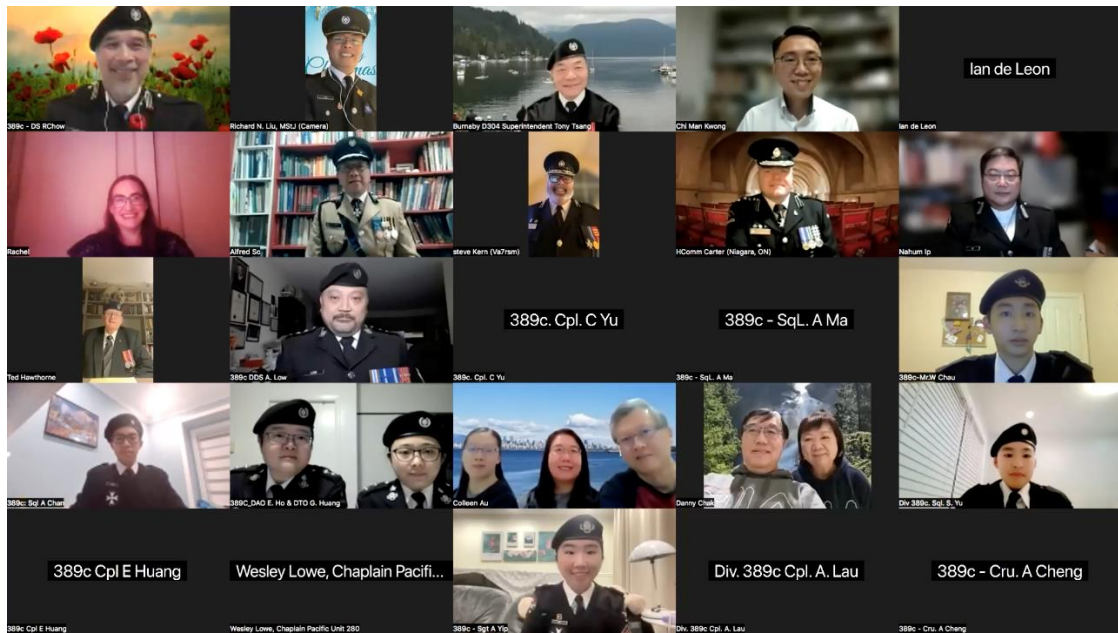 Ch
mas
389c - DS RChow
Richard N. Liu, MStJ (Camera)
Burnaby D304 Superintendent Tony Tsang
Chi Man Kwong
Ian de Leon
Ian de Leon
Rachel
Alfred So
steve Kern (Va7rsm)
HComm Carter (Niagara, ON)
Nahum Ip
389c. Cpl. C Yu
389c - SqL. A Ma
Ted Hawthorne
389c DDS A. Low
389c. Cpl. C Yu
389c - SqL. A Ma
389c-Mr.W Chau
389c: Sql A Chan
389C_DAO E. Ho & DTO G. Huang
Colleen Au
Danny Chak
Div 389c. Sql. S. Yu
389c Cpl E Huang
Wesley Lowe, Chaplain Pacifi...
Div. 389c Cpl. A. Lau
389c - Cru. A Cheng
389c Cpl E Huang
Wesley Lowe, Chaplain Pacific Unit 280
389c - Sgt A Yip
Div. 389c Cpl. A. Lau
389c - Cru. A Cheng